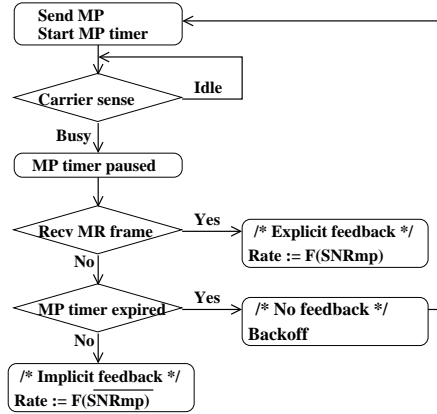 Send MP
Start MP timer
Carrier sense
Idle
Busy
MP timer paused
Recv MR frame
Yes
/* Explicit feedback */
Rate := F(SNRmp)
No
MP timer expired
Yes
/* No feedback */
Backoff
No
/* Implicit feedback */
Rate := F(SNRmp)